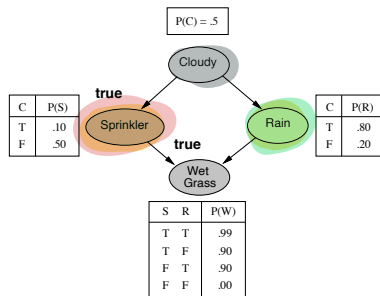 P(C) = .5
Cloudy
true
C P(S)
T .10
F .50
Sprinkler
Rain
C P(R)
T .80
F .20
true
Wet
Grass
S R P(W)
T T .99
T F .90
F T .90
F F .00